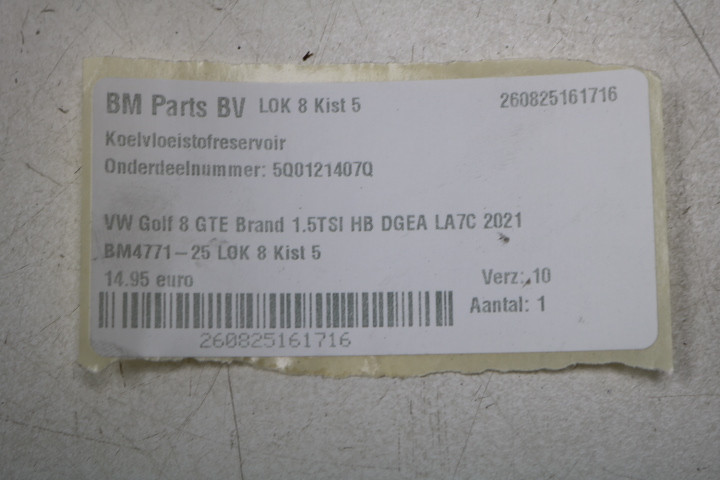 BM Parts BV LOK 8 Kist 5 260825161716
Koelvloeistofreservoir
Onderdeelnummer: 5Q0121407Q
VW Golf 8 GTE Brand 1.5TSI HB DGEA LA7C 2021
BM4771-25 LOK 8 Kist 5
14.95 euro Verz: 10
Aantal: 1
260825161716